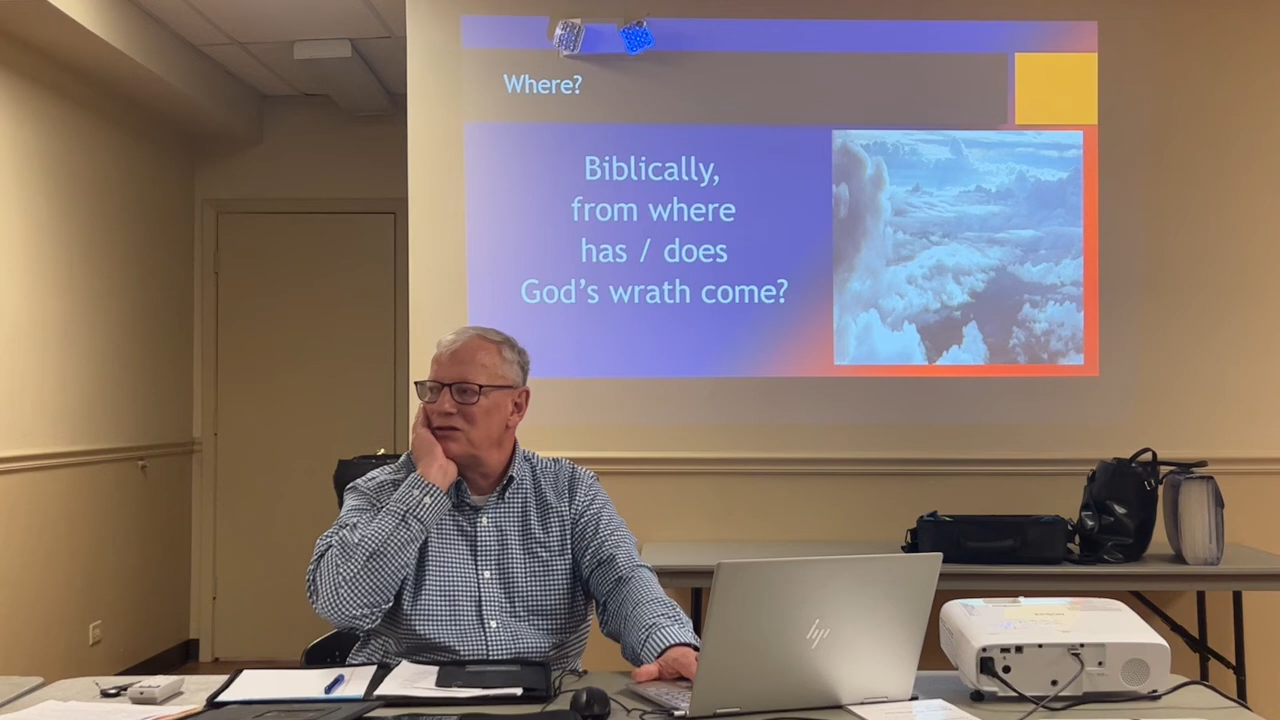 Where?
Biblically,
from where
has / does
God's wrath come?
hp